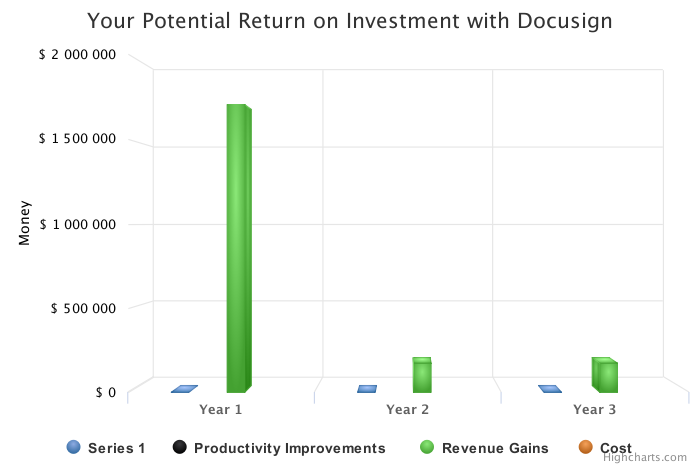 Your Potential Return on Investment with Docusign
$ 2 000 000
$ 1 500 000
$ 1 000 000
$ 500 000
$ 0
Money
Year 1
Year 2
Year 3
Series 1
Productivity Improvements
Revenue Gains
Cost
Highcharts.com